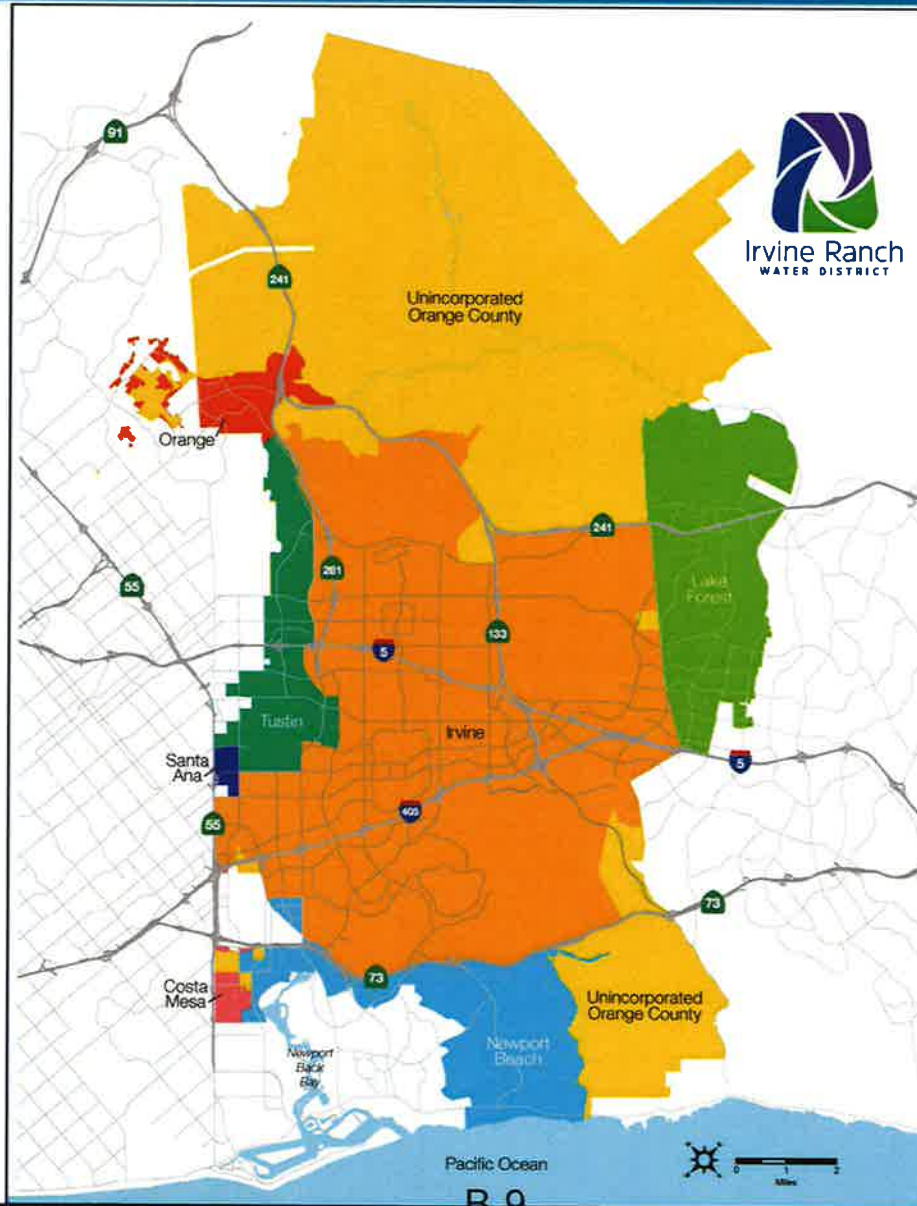 91
Irvine Ranch
WATER DISTRICT
241
Unincorporated
Orange County
Orange
241
55
261
Lake
Forest
133
5
Tustin
Irvine
Santa
Ana
5
405
55
73
73
Costa
Mesa
Unincorporated
Orange County
Newport
Beach
Newport
Back
Bay
Pacific Ocean
0 1 2
Miles
B-9